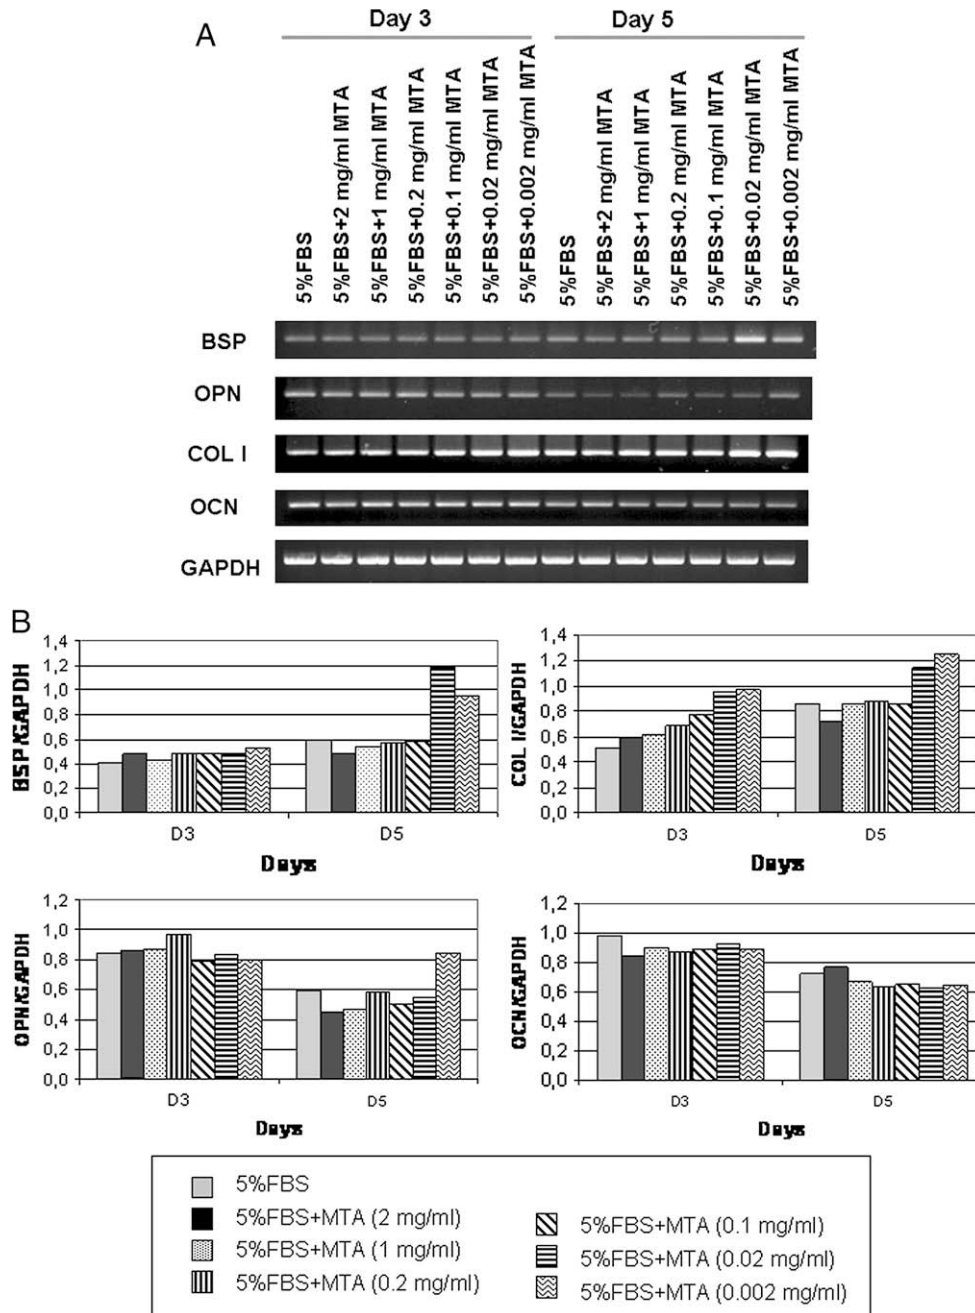 A
Day 3
Day 5
5%FBS
5%FBS+2 mg/ml MTA
5%FBS+1 mg/ml MTA
5%FBS+0.2 mg/ml MTA
5%FBS+0.1 mg/ml MTA
5%FBS+0.02 mg/ml MTA
5%FBS+0.002 mg/ml MTA
5%FBS
5%FBS+2 mg/ml MTA
5%FBS+1 mg/ml MTA
5%FBS+0.2 mg/ml MTA
5%FBS+0.1 mg/ml MTA
5%FBS+0.02 mg/ml MTA
5%FBS+0.002 mg/ml MTA
BSP
OPN
COL I
OCN
GAPDH
B
BSP/GAPDH
1,4
1,2
1,0
0,8
0,6
0,4
0,2
0,0
D3
D5
Days
COL I/GAPDH
1,4
1,2
1,0
0,8
0,6
0,4
0,2
0,0
D3
D5
Days
OPN/GAPDH
1,2
1,0
0,8
0,6
0,4
0,2
0,0
D3
D5
Days
OCN/GAPDH
1,2
1,0
0,8
0,6
0,4
0,2
0,0
D3
D5
Days
5%FBS
5%FBS+MTA (2 mg/ml)
5%FBS+MTA (1 mg/ml)
5%FBS+MTA (0.2 mg/ml)
5%FBS+MTA (0.1 mg/ml)
5%FBS+MTA (0.02 mg/ml)
5%FBS+MTA (0.002 mg/ml)